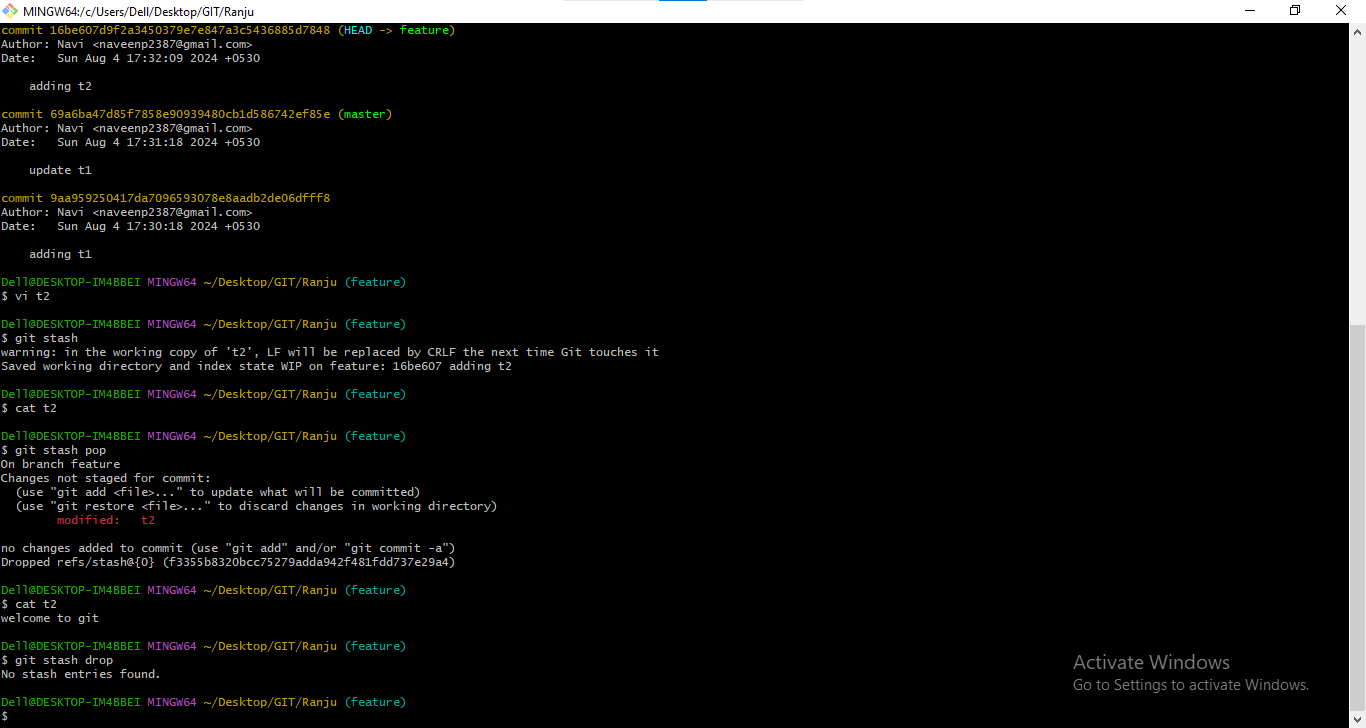 MINGW64:/c/Users/Dell/Desktop/GIT/Ranju
commit 16be607d9f2a3450379e7e847a3c5436885d7848 (HEAD -> feature)
Author: Navi <naveenp2387@gmail.com>
Date:   Sun Aug 4 17:32:09 2024 +0530
    adding t2
commit 69a6ba47d85f7858e90939480cb1d586742ef85e (master)
Author: Navi <naveenp2387@gmail.com>
Date:   Sun Aug 4 17:31:18 2024 +0530
    update t1
commit 9aa959250417da7096593078e8aadb2de06dfff8
Author: Navi <naveenp2387@gmail.com>
Date:   Sun Aug 4 17:30:18 2024 +0530
    adding t1
Dell@DESKTOP-IM4BBEI MINGW64 ~/Desktop/GIT/Ranju (feature)
$ vi t2
Dell@DESKTOP-IM4BBEI MINGW64 ~/Desktop/GIT/Ranju (feature)
$ git stash
warning: in the working copy of 't2', LF will be replaced by CRLF the next time Git touches it
Saved working directory and index state WIP on feature: 16be607 adding t2
Dell@DESKTOP-IM4BBEI MINGW64 ~/Desktop/GIT/Ranju (feature)
$ cat t2
Dell@DESKTOP-IM4BBEI MINGW64 ~/Desktop/GIT/Ranju (feature)
$ git stash pop
On branch feature
Changes not staged for commit:
  (use "git add <file>..." to update what will be committed)
  (use "git restore <file>..." to discard changes in working directory)
        modified:   t2
no changes added to commit (use "git add" and/or "git commit -a")
Dropped refs/stash@{0} (f3355b8320bcc75279adda942f481fdd737e29a4)
Dell@DESKTOP-IM4BBEI MINGW64 ~/Desktop/GIT/Ranju (feature)
$ cat t2
welcome to git
Dell@DESKTOP-IM4BBEI MINGW64 ~/Desktop/GIT/Ranju (feature)
$ git stash drop
No stash entries found.
Dell@DESKTOP-IM4BBEI MINGW64 ~/Desktop/GIT/Ranju (feature)
$
Activate Windows
Go to Settings to activate Windows.